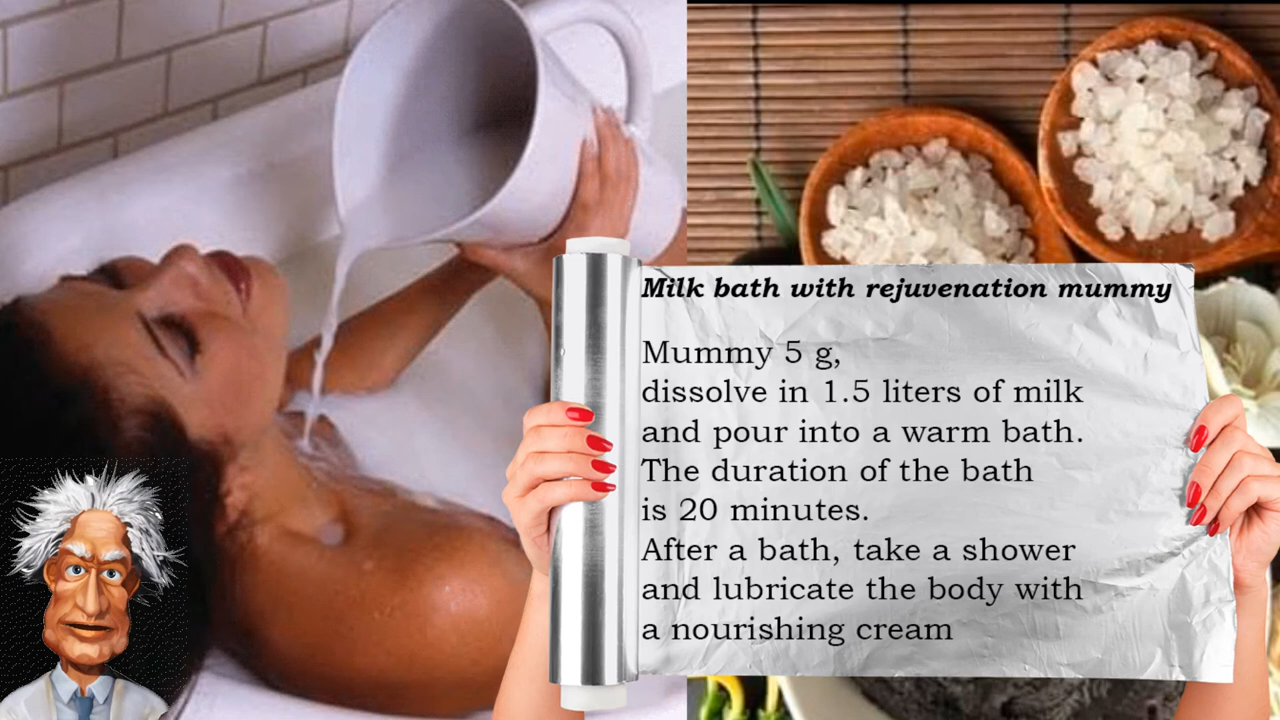 Milk bath with rejuvenation mummy
Mummy 5 g,
dissolve in 1.5 liters of milk
and pour into a warm bath.
The duration of the bath
is 20 minutes.
After a bath, take a shower
and lubricate the body with
a nourishing cream